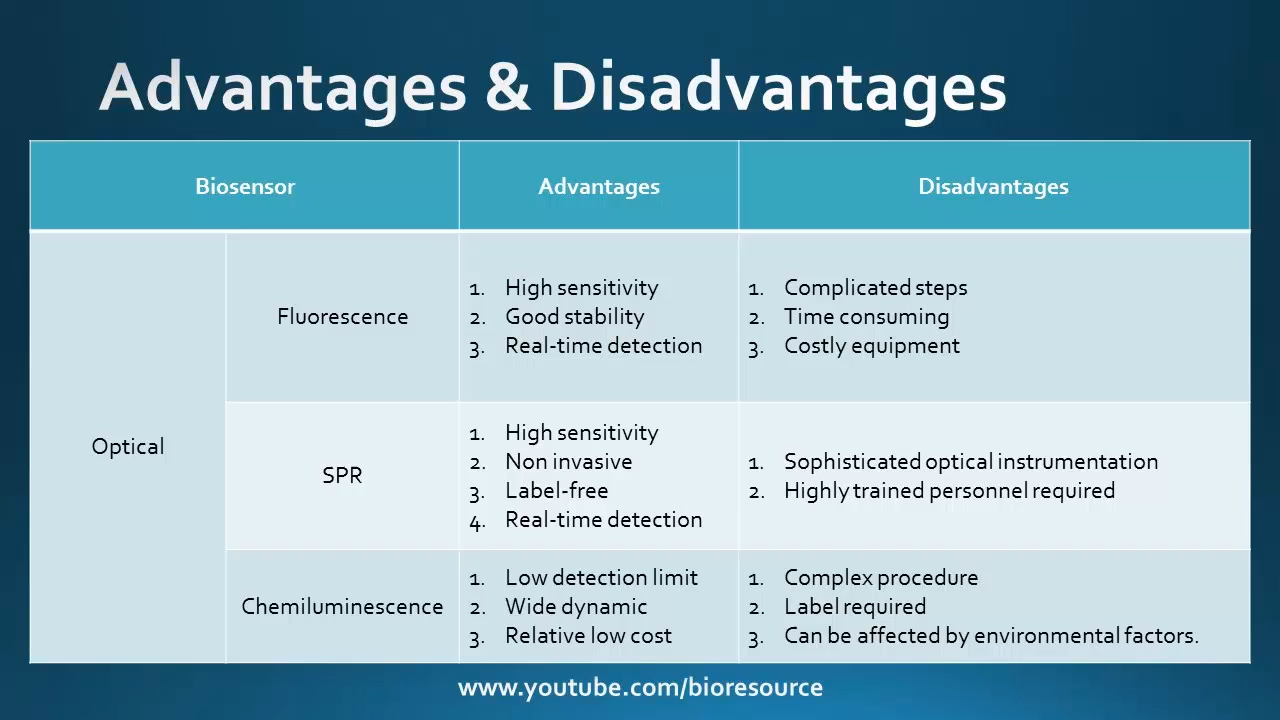 Advantages & Disadvantages
Biosensor
Advantages
Disadvantages
Optical
Fluorescence
1. High sensitivity
2. Good stability
3. Real-time detection
1. Complicated steps
2. Time consuming
3. Costly equipment
SPR
1. High sensitivity
2. Non invasive
3. Label-free
4. Real-time detection
1. Sophisticated optical instrumentation
2. Highly trained personnel required
Chemiluminescence
1. Low detection limit
2. Wide dynamic
3. Relative low cost
1. Complex procedure
2. Label required
3. Can be affected by environmental factors.
www.youtube.com/bioresource